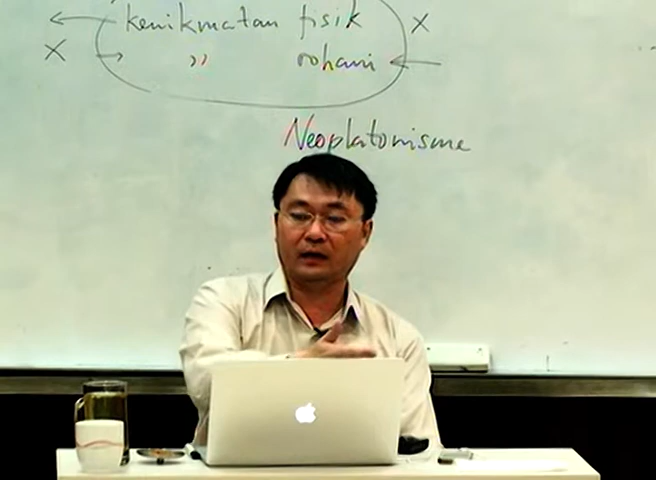 kenikmatan fisik X
X " rohani
Neoplatonisme